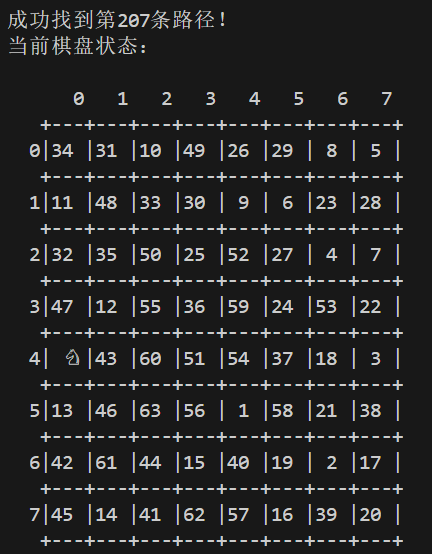 成功找到第207条路径！
当前棋盘状态：
0 1 2 3 4 5 6 7
+---+---+---+---+---+---+---+---+
0|34 |31 |10 |49 |26 |29 | 8 | 5 |
+---+---+---+---+---+---+---+---+
1|11 |48 |33 |30 | 9 | 6 |23 |28 |
+---+---+---+---+---+---+---+---+
2|32 |35 |50 |25 |52 |27 | 4 | 7 |
+---+---+---+---+---+---+---+---+
3|47 |12 |55 |36 |59 |24 |53 |22 |
+---+---+---+---+---+---+---+---+
4| ♘|43 |60 |51 |54 |37 |18 | 3 |
+---+---+---+---+---+---+---+---+
5|13 |46 |63 |56 | 1 |58 |21 |38 |
+---+---+---+---+---+---+---+---+
6|42 |61 |44 |15 |40 |19 | 2 |17 |
+---+---+---+---+---+---+---+---+
7|45 |14 |41 |62 |57 |16 |39 |20 |
+---+---+---+---+---+---+---+---+